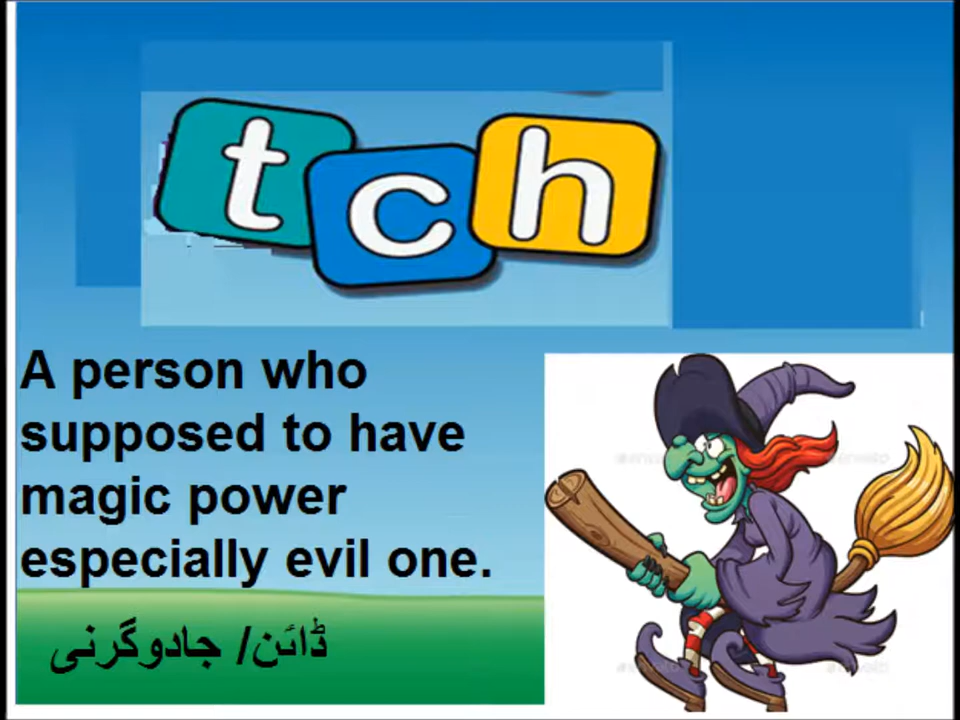 tch
A person who
supposed to have
magic power
especially evil one.
ڈائن/ جادوگرنی